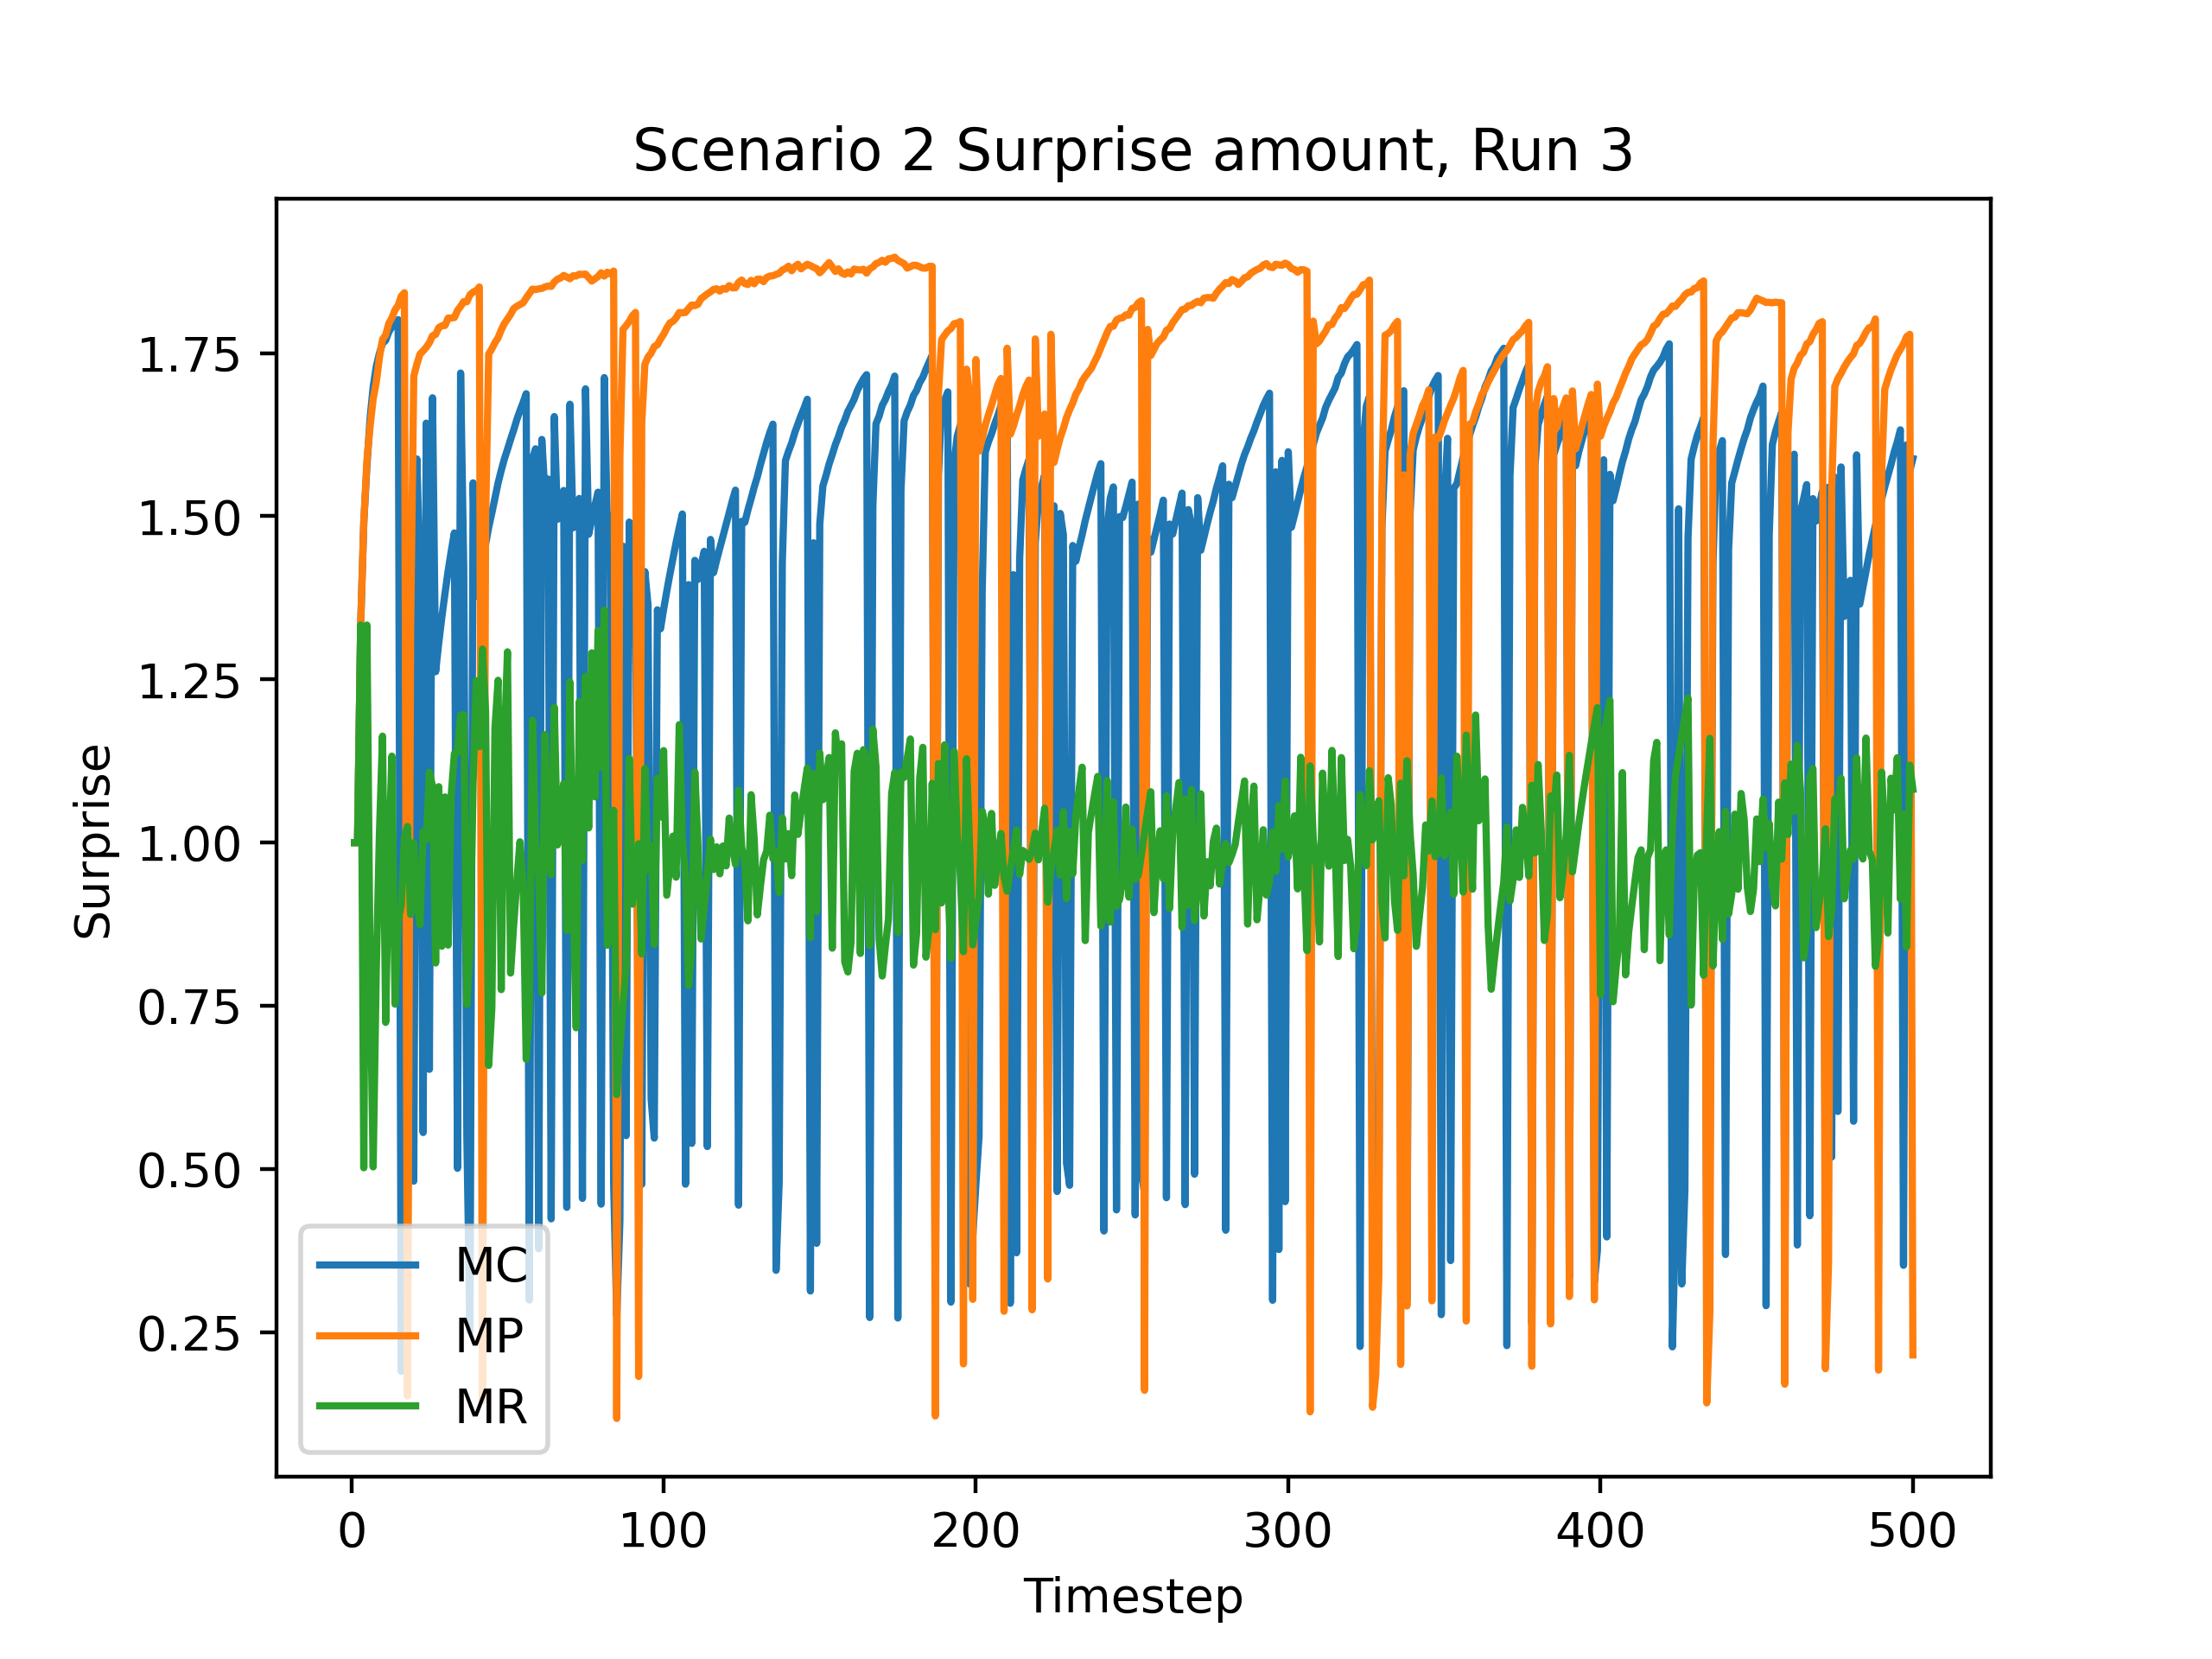 Scenario 2 Surprise amount, Run 3
Surprise
1.75
1.50
1.25
1.00
0.75
0.50
0.25
MC
MP
MR
0 100 200 300 400 500
Timestep